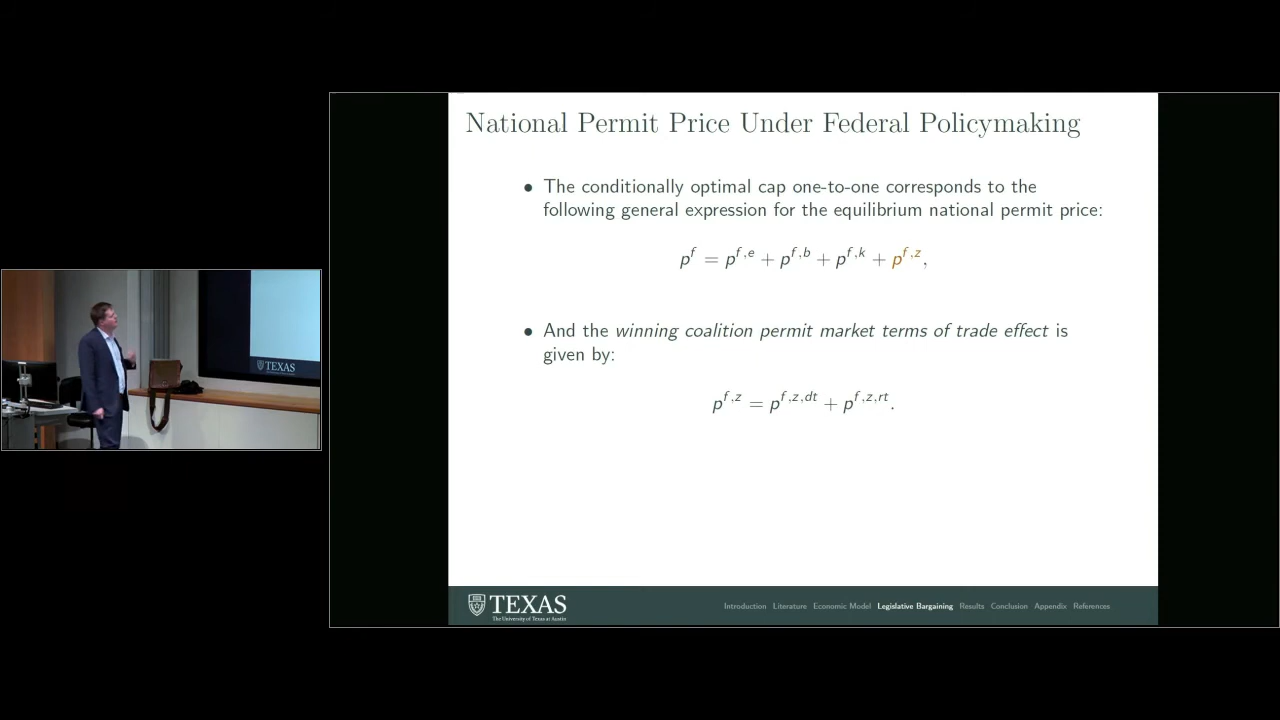 National Permit Price Under Federal Policymaking
• The conditionally optimal cap one-to-one corresponds to the
following general expression for the equilibrium national permit price:
p^f = p^{f,e} + p^{f,b} + p^{f,k} + p^{f,z},
• And the winning coalition permit market terms of trade effect is
given by:
p^{f,z} = p^{f,z,dt} + p^{f,z,rt}.
TEXAS
TEXAS
The University of Texas at Austin
Introduction Literature Economic Model Legislative Bargaining Results Conclusion Appendix References